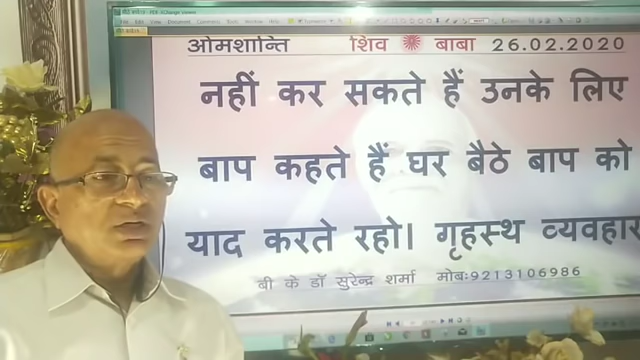 ओमशान्ति शिव बाबा 26.02.2020
नहीं कर सकते हैं उनके लिए
बाप कहते हैं घर बैठे बाप को
याद करते रहो। गृहस्थ व्यवहार
बी के डॉ सुरेन्द्र शर्मा मोबः9213106986